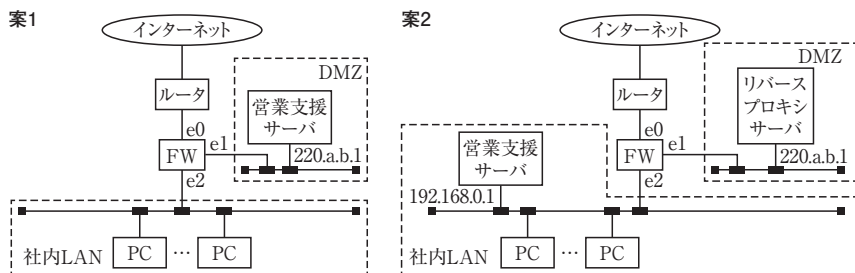 案1
インターネット
ルータ
e0
e1
FW
e2
DMZ
営業支援
サーバ
220.a.b.1
社内LAN
PC
…
PC
案2
インターネット
ルータ
e0
e1
FW
e2
DMZ
リバース
プロキシ
サーバ
220.a.b.1
営業支援
サーバ
192.168.0.1
社内LAN
PC
…
PC